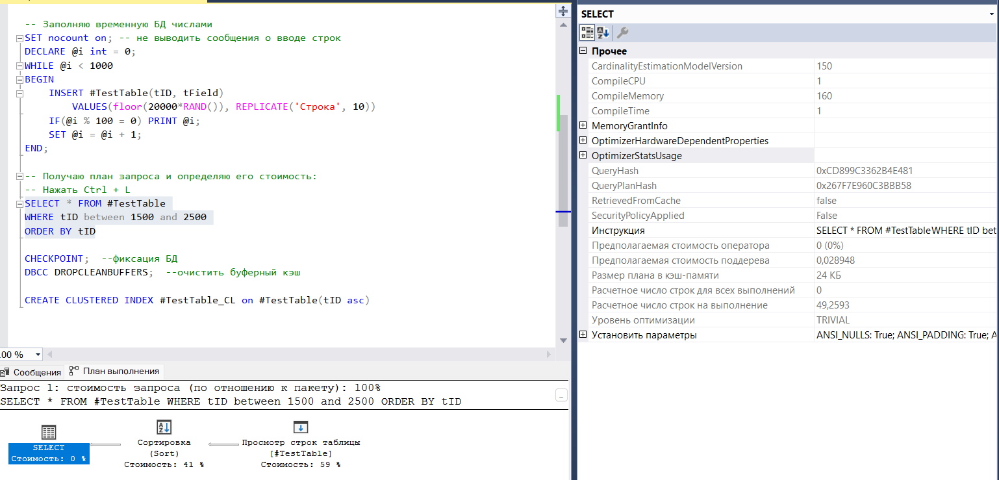 -- Заполняю временную БД числами
SET nocount on; -- не выводить сообщения о вводе строк
DECLARE @i int = 0;
WHILE @i < 1000
BEGIN
INSERT #TestTable(tID, tField)
VALUES(floor(20000*RAND()), REPLICATE('Строка', 10))
IF(@i % 100 = 0) PRINT @i;
SET @i = @i + 1;
END;
-- Получаю план запроса и определяю его стоимость:
-- Нажать Ctrl + L
SELECT * FROM #TestTable
WHERE tID between 1500 and 2500
ORDER BY tID
CHECKPOINT; --фиксация БД
DBCC DROPCLEANBUFFERS; --очистить буферный кэш
CREATE CLUSTERED INDEX #TestTable_CL on #TestTable(tID asc)
.00 %
Сообщения План выполнения
Запрос 1: стоимость запроса (по отношению к пакету): 100%
SELECT * FROM #TestTable WHERE tID between 1500 and 2500 ORDER BY tID
SELECT
Стоимость: 0 %
Сортировка
(Sort)
Стоимость: 41 %
Просмотр строк таблицы
[#TestTable]
Стоимость: 59 %
SELECT
Прочее
CardinalityEstimationModelVersion 150
CompileCPU 1
CompileMemory 160
CompileTime 1
MemoryGrantInfo
OptimizerHardwareDependentProperties
OptimizerStatsUsage
QueryHash 0xCD899C3362B4E481
QueryPlanHash 0x267F7E960C3BBB58
RetrievedFromCache false
SecurityPolicyApplied False
Инструкция SELECT * FROM #TestTableWHERE tID bet
Предполагаемая стоимость оператора 0 (0%)
Предполагаемая стоимость поддерева 0,028948
Размер плана в кэш-памяти 24 КБ
Расчетное число строк для всех выполнений 0
Расчетное число строк на выполнение 49,2593
Уровень оптимизации TRIVIAL
Установить параметры ANSI_NULLS: True; ANSI_PADDING: True; A